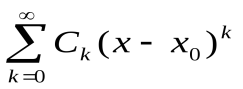 ∞
∑ C_k (x − x_0)^k
k=0